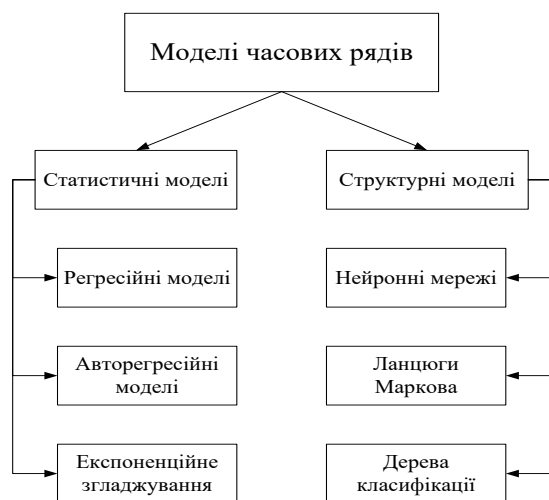 Моделі часових рядів
Статистичні моделі
Структурні моделі
Регресійні моделі
Нейронні мережі
Авторегресійні
моделі
Ланцюги
Маркова
Експоненційне
згладжування
Дерева
класифікації